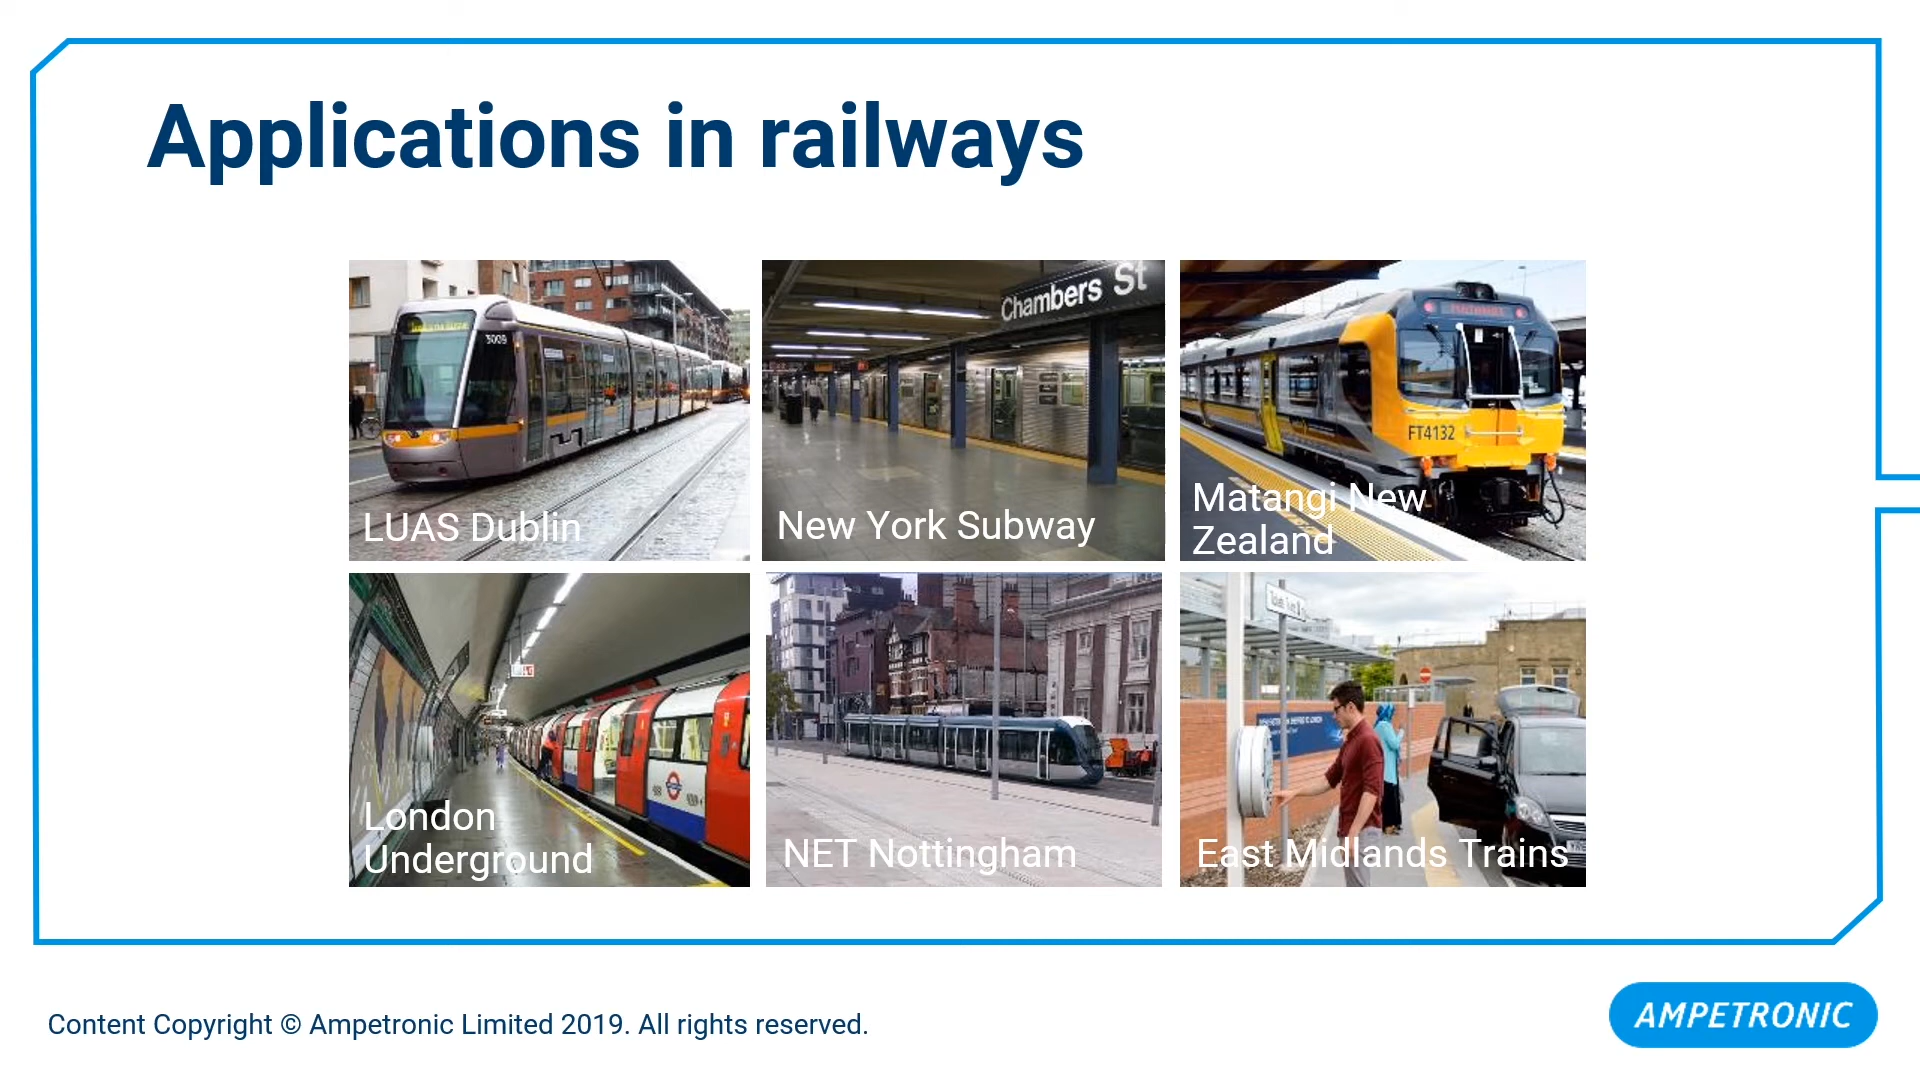 Applications in railways
3009
LUAS Dublin
Chambers St
New York Subway
FT4132
Matangi New
Zealand
London
Underground
NET Nottingham
East Midlands Trains
Content Copyright © Ampetronic Limited 2019. All rights reserved.
AMPETRONIC